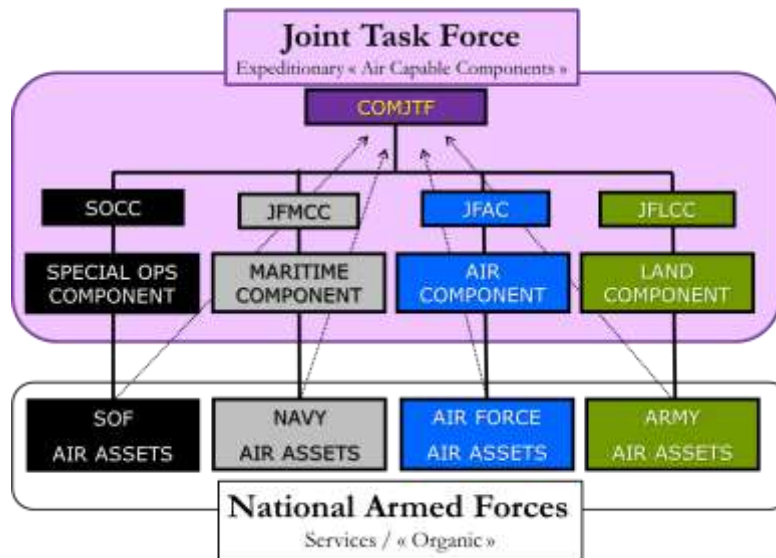 Joint Task Force
Expeditionary « Air Capable Components »
COMJTF
SOCC
JFMCC
JFAC
JFLCC
SPECIAL OPS
COMPONENT
MARITIME
COMPONENT
AIR
COMPONENT
LAND
COMPONENT
SOF
AIR ASSETS
NAVY
AIR ASSETS
AIR FORCE
AIR ASSETS
ARMY
AIR ASSETS
National Armed Forces
Services / « Organic »